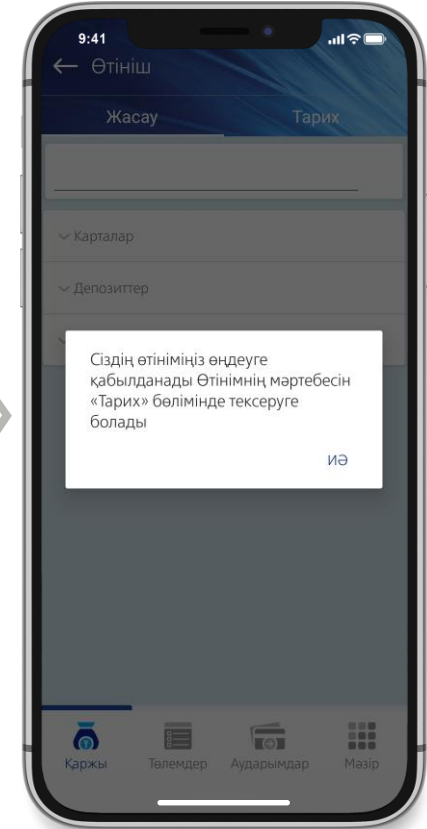 9:41
← Өтініш
Жасау Тарих
Карталар
Депозиттер
Сіздің өтініміңіз өңдеуге
қабылданады Өтінімнің мәртебесін
«Тарих» бөлімінде тексеруге
болады
ИӘ
Қаржы Төлемдер Аударымдар Мәзір